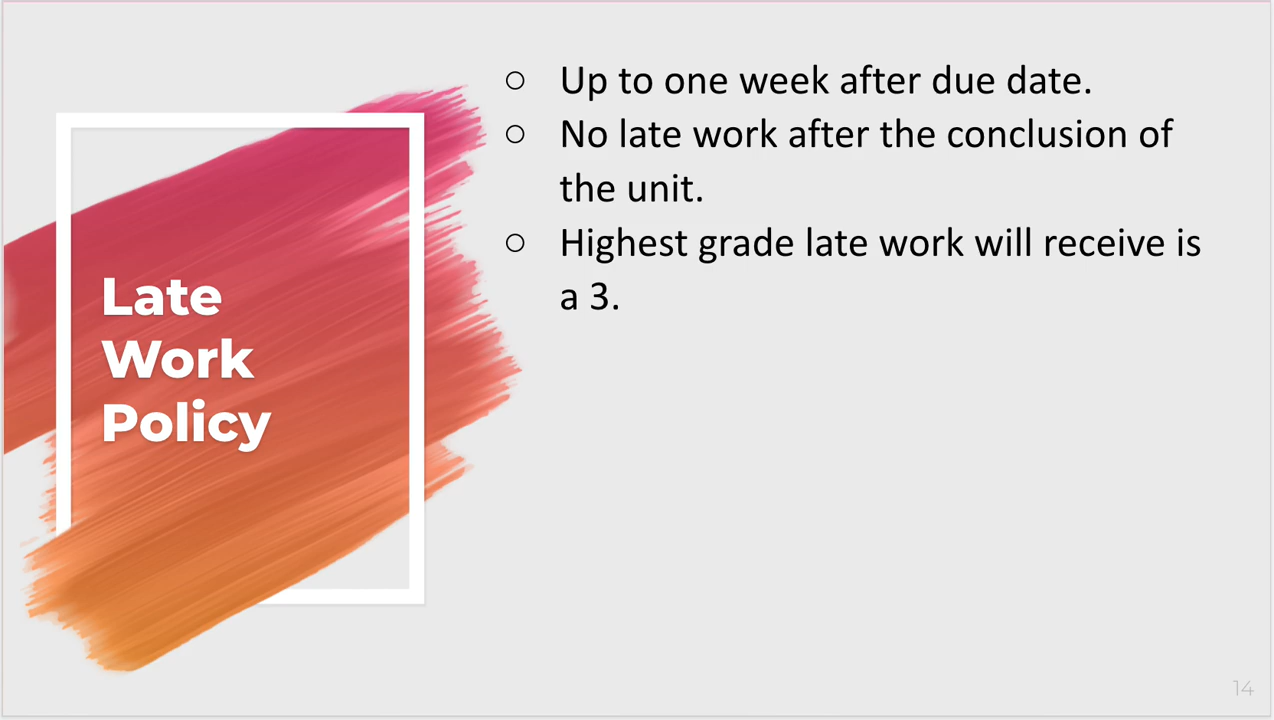 Late
Work
Policy
○ Up to one week after due date.
○ No late work after the conclusion of
the unit.
○ Highest grade late work will receive is
a 3.
14